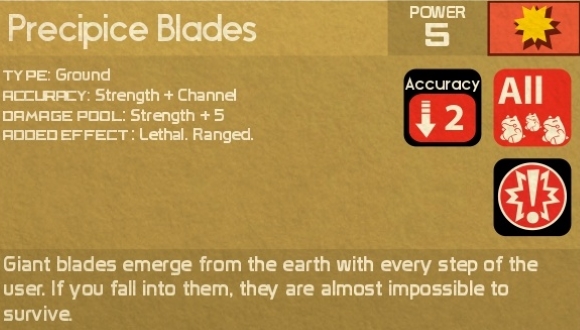 Precipice Blades
POWER
5
TYPE: Ground
ACCURACY: Strength + Channel
DAMAGE POOL: Strength + 5
ADDED EFFECT: Lethal. Ranged.
Accuracy
2
All
!
Giant blades emerge from the earth with every step of the
user. If you fall into them, they are almost impossible to
survive.